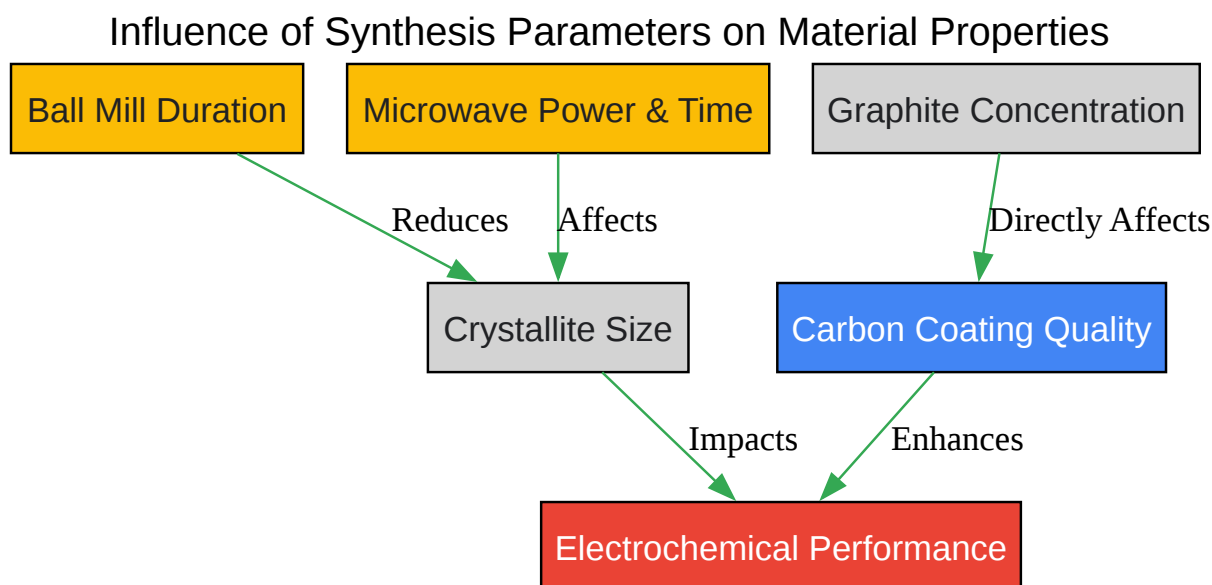 Influence of Synthesis Parameters on Material Properties
Ball Mill Duration
Microwave Power & Time
Graphite Concentration
Reduces
Affects
Directly Affects
Crystallite Size
Carbon Coating Quality
Impacts
Enhances
Electrochemical Performance